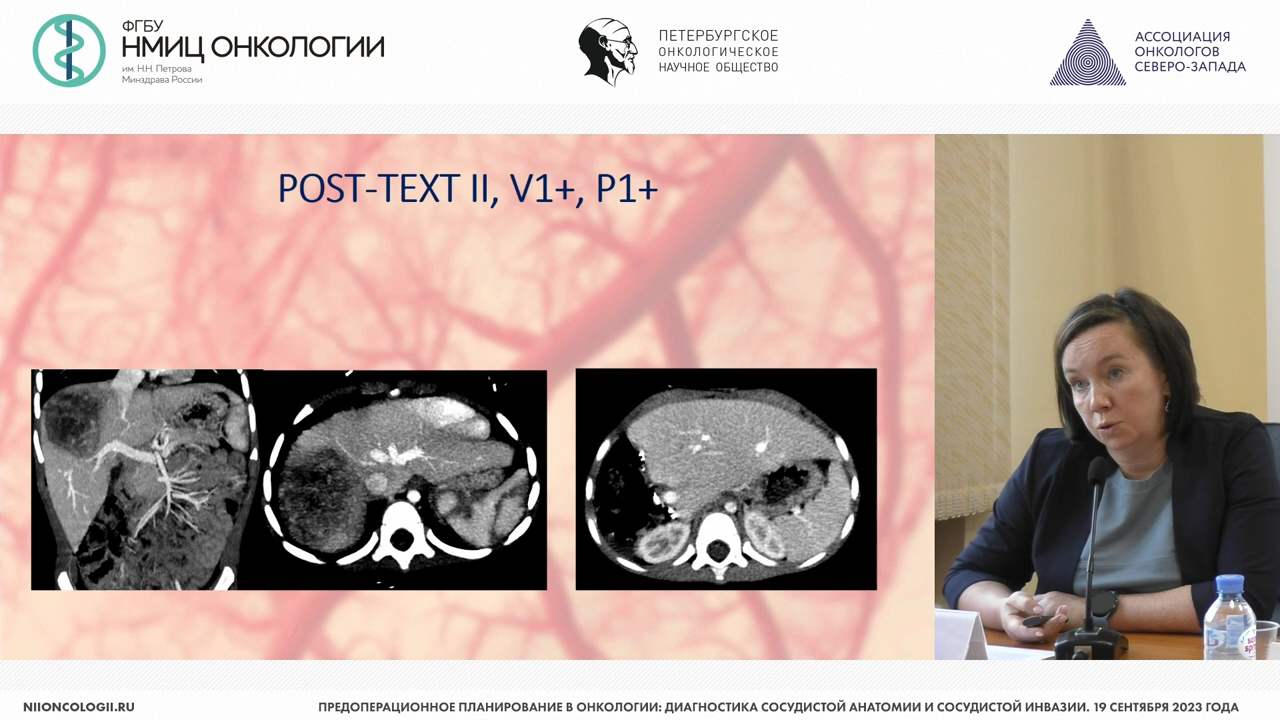 ФГБУ
НМИЦ ОНКОЛОГИИ
им. Н.Н. Петрова
Минздрава России
ПЕТЕРБУРГСКОЕ
ОНКОЛОГИЧЕСКОЕ
НАУЧНОЕ ОБЩЕСТВО
АССОЦИАЦИЯ
ОНКОЛОГОВ
СЕВЕРО-ЗАПАДА
POST-TEXT II, V1+, P1+
NIIONCOLOGII.RU
ПРЕДОПЕРАЦИОННОЕ ПЛАНИРОВАНИЕ В ОНКОЛОГИИ: ДИАГНОСТИКА СОСУДИСТОЙ АНАТОМИИ И СОСУДИСТОЙ ИНВАЗИИ. 19 СЕНТЯБРЯ 2023 ГОДА